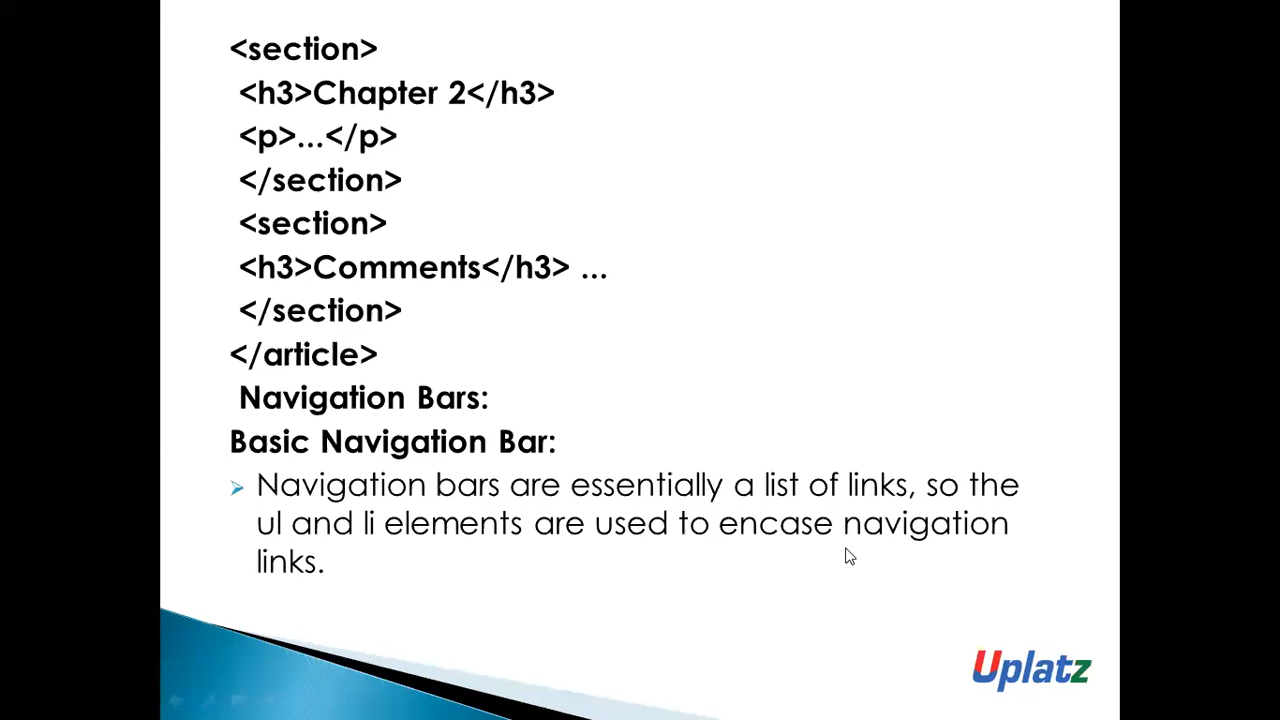 <section>
<h3>Chapter 2</h3>
<p>...</p>
</section>
<section>
<h3>Comments</h3> ...
</section>
</article>
Navigation Bars:
Basic Navigation Bar:
Navigation bars are essentially a list of links, so the
ul and li elements are used to encase navigation
links.
Uplatz